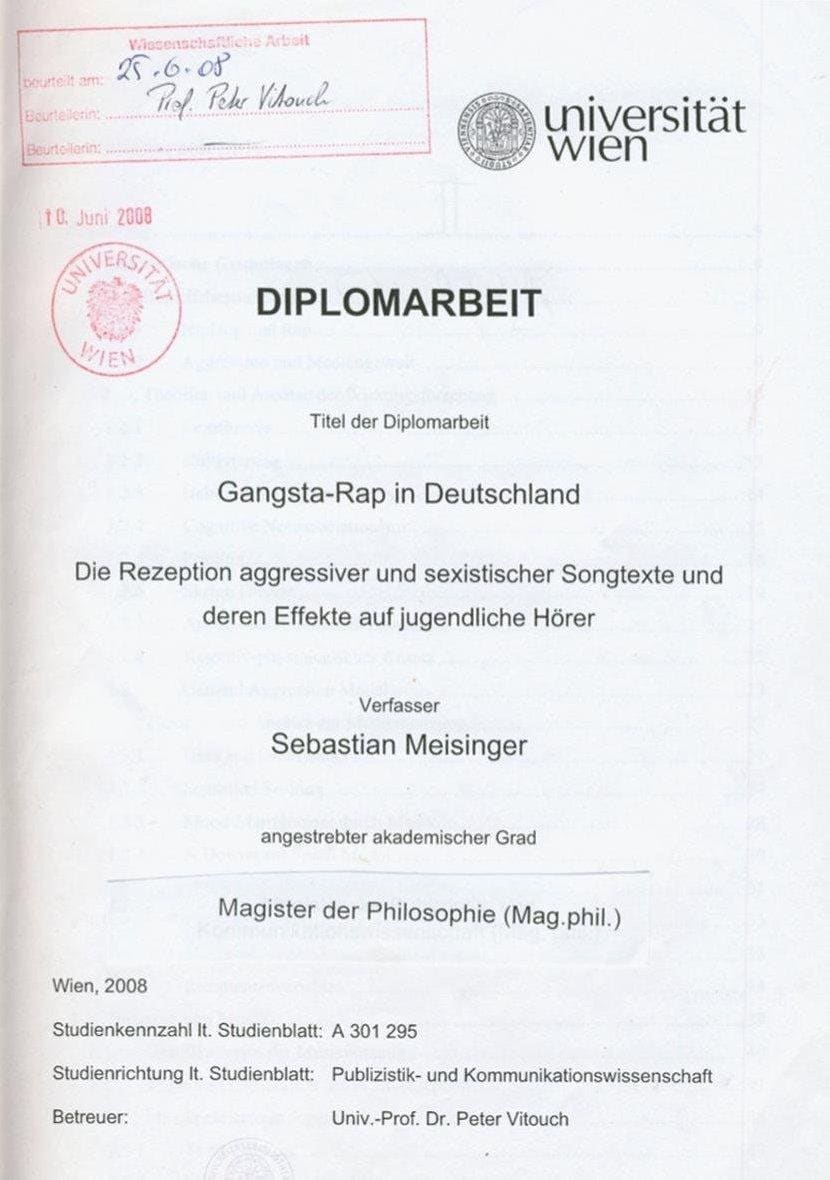 Wissenschaftliche Arbeit
beurteilt am: 25.6.08
Beurteilerin: Prof. Peter Vitouch
Beurteilerin:
universität
wien
10. Juni 2008
UNIVERSITÄT
WIEN
DIPLOMARBEIT
Titel der Diplomarbeit
Gangsta-Rap in Deutschland
Die Rezeption aggressiver und sexistischer Songtexte und
deren Effekte auf jugendliche Hörer
Verfasser
Sebastian Meisinger
angestrebter akademischer Grad
Magister der Philosophie (Mag.phil.)
Wien, 2008
Studienkennzahl lt. Studienblatt: A 301 295
Studienrichtung lt. Studienblatt: Publizistik- und Kommunikationswissenschaft
Betreuer: Univ.-Prof. Dr. Peter Vitouch